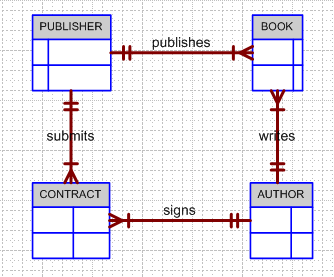 PUBLISHER
BOOK
publishes
submits
writes
CONTRACT
AUTHOR
signs